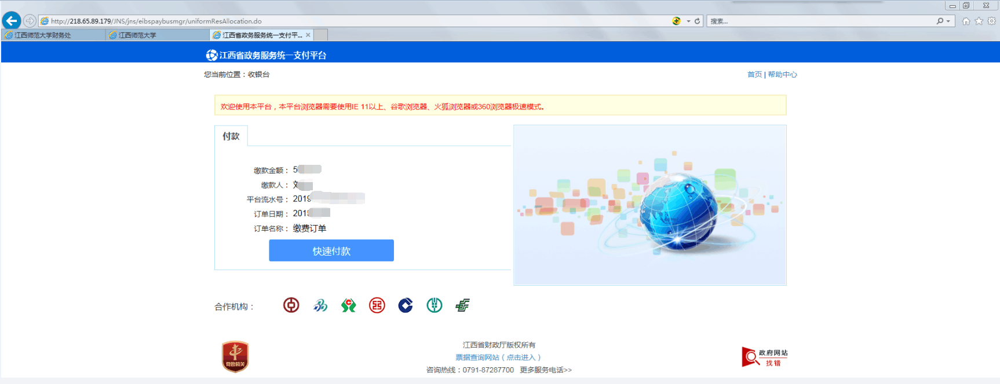 http://218.65.89.179/JNS/jns/eibspaybusmgr/uniformResAllocation.do
搜索...
江西师范大学财务处
江西师范大学
江西省政务服务统一支付平...
江西省政务服务统一支付平台
您当前位置：收银台
首页 | 帮助中心
欢迎使用本平台，本平台浏览器需要使用IE 11以上、谷歌浏览器、火狐浏览器或360浏览器极速模式。
付款
缴款金额： 5
缴款人： 刘
平台流水号： 2019
订单日期： 201
订单名称： 缴费订单
快速付款
合作机构：
党政机关
江西省财政厅版权所有
票据查询网站（点击进入）
咨询热线：0791-87287700 更多服务电话>>
政府网站
找错